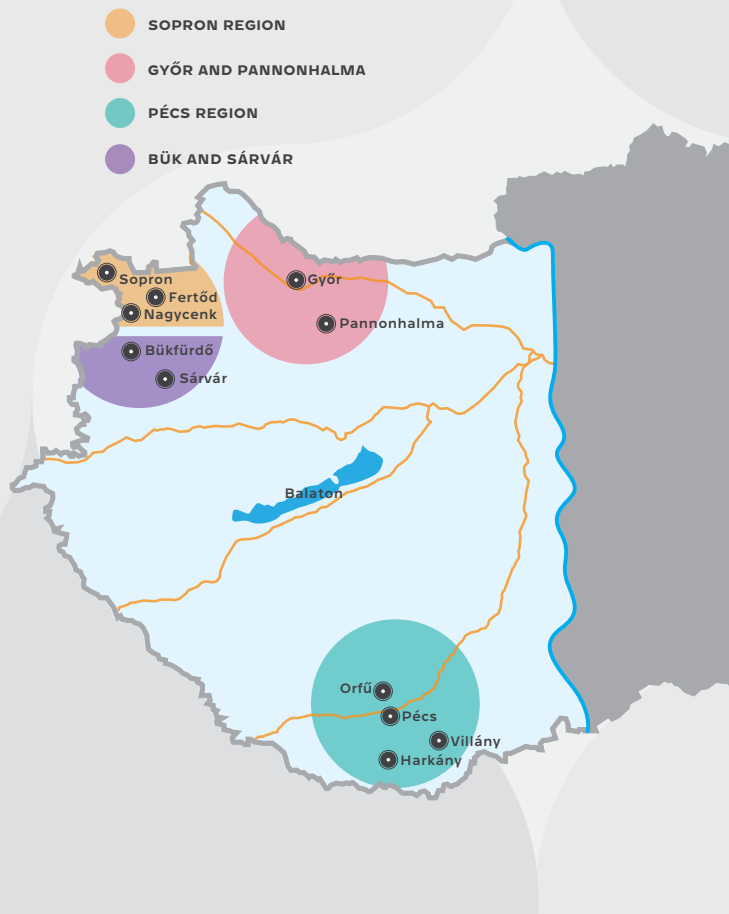 SOPRON REGION
GYŐR AND PANNONHALMA
PÉCS REGION
BÜK AND SÁRVÁR
Sopron
Győr
Fertőd
Nagycenk
Pannonhalma
Bükfürdő
Sárvár
Balaton
Orfű
Pécs
Villány
Harkány